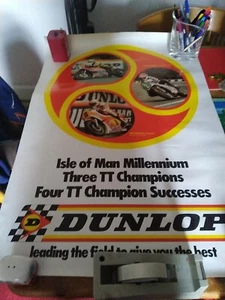 DUNLOP
Isle of Man Millennium
Three TT Champions
Four TT Champion Successes
D DUNLOP
leading the field to give you the best